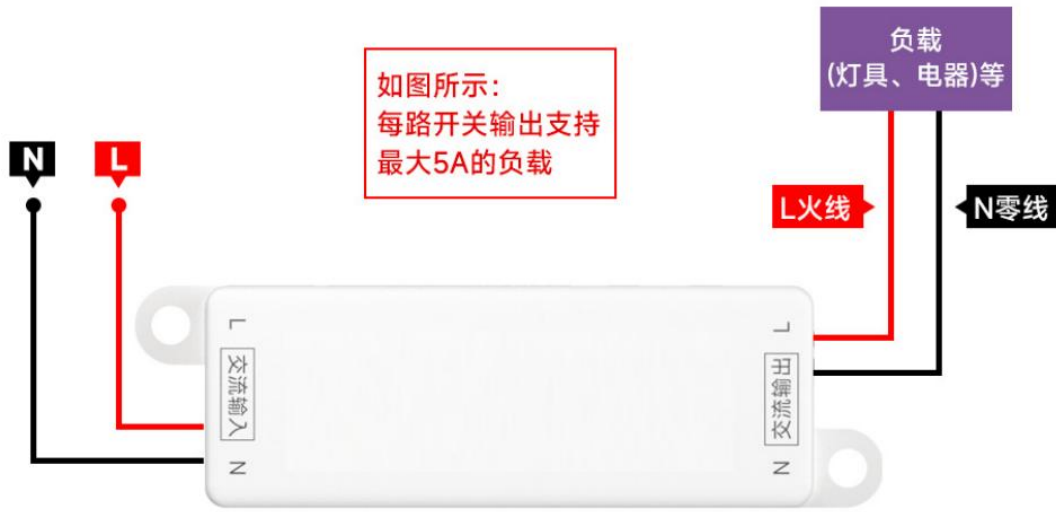 负载
(灯具、电器)等
如图所示:
每路开关输出支持
最大5A的负载
N
L
L火线
N零线
L
交流输入
N
L
交流输出
N